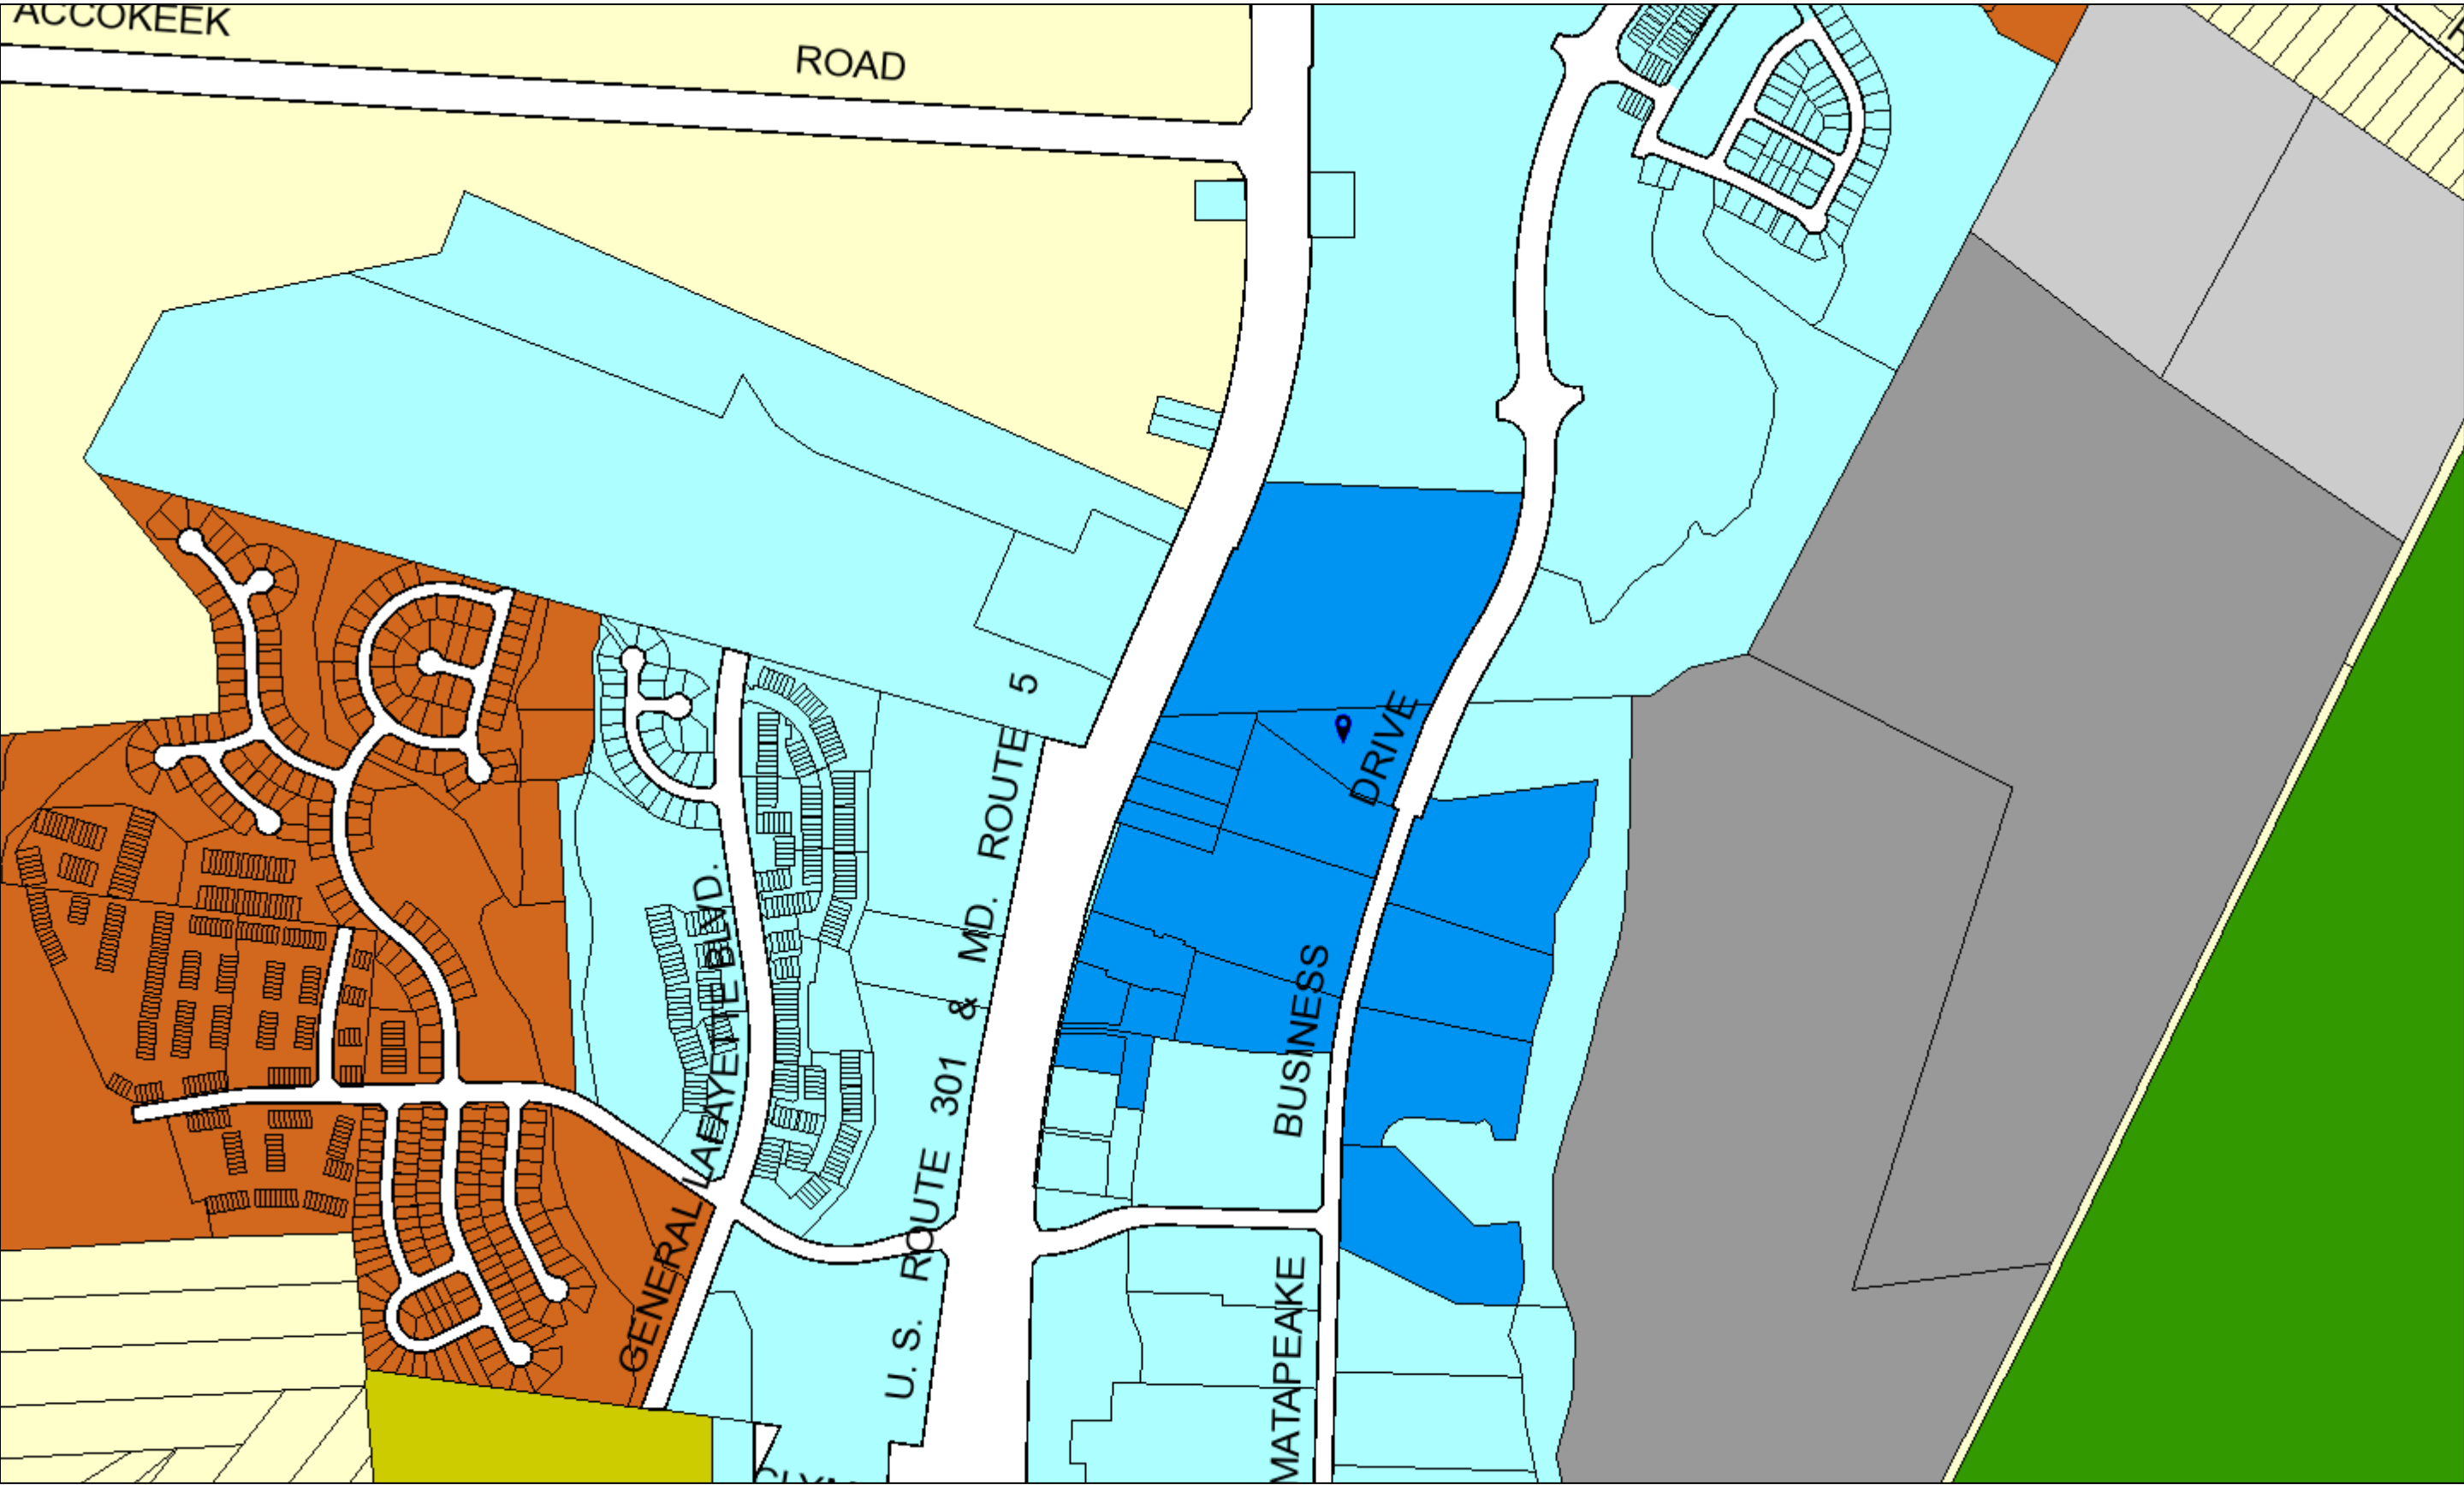 ACCOKEEK ROAD
U. S. ROUTE 301 & MD. ROUTE 5
GENERAL LAFAYETTE BLVD.
MATAPEAKE BUSINESS DRIVE